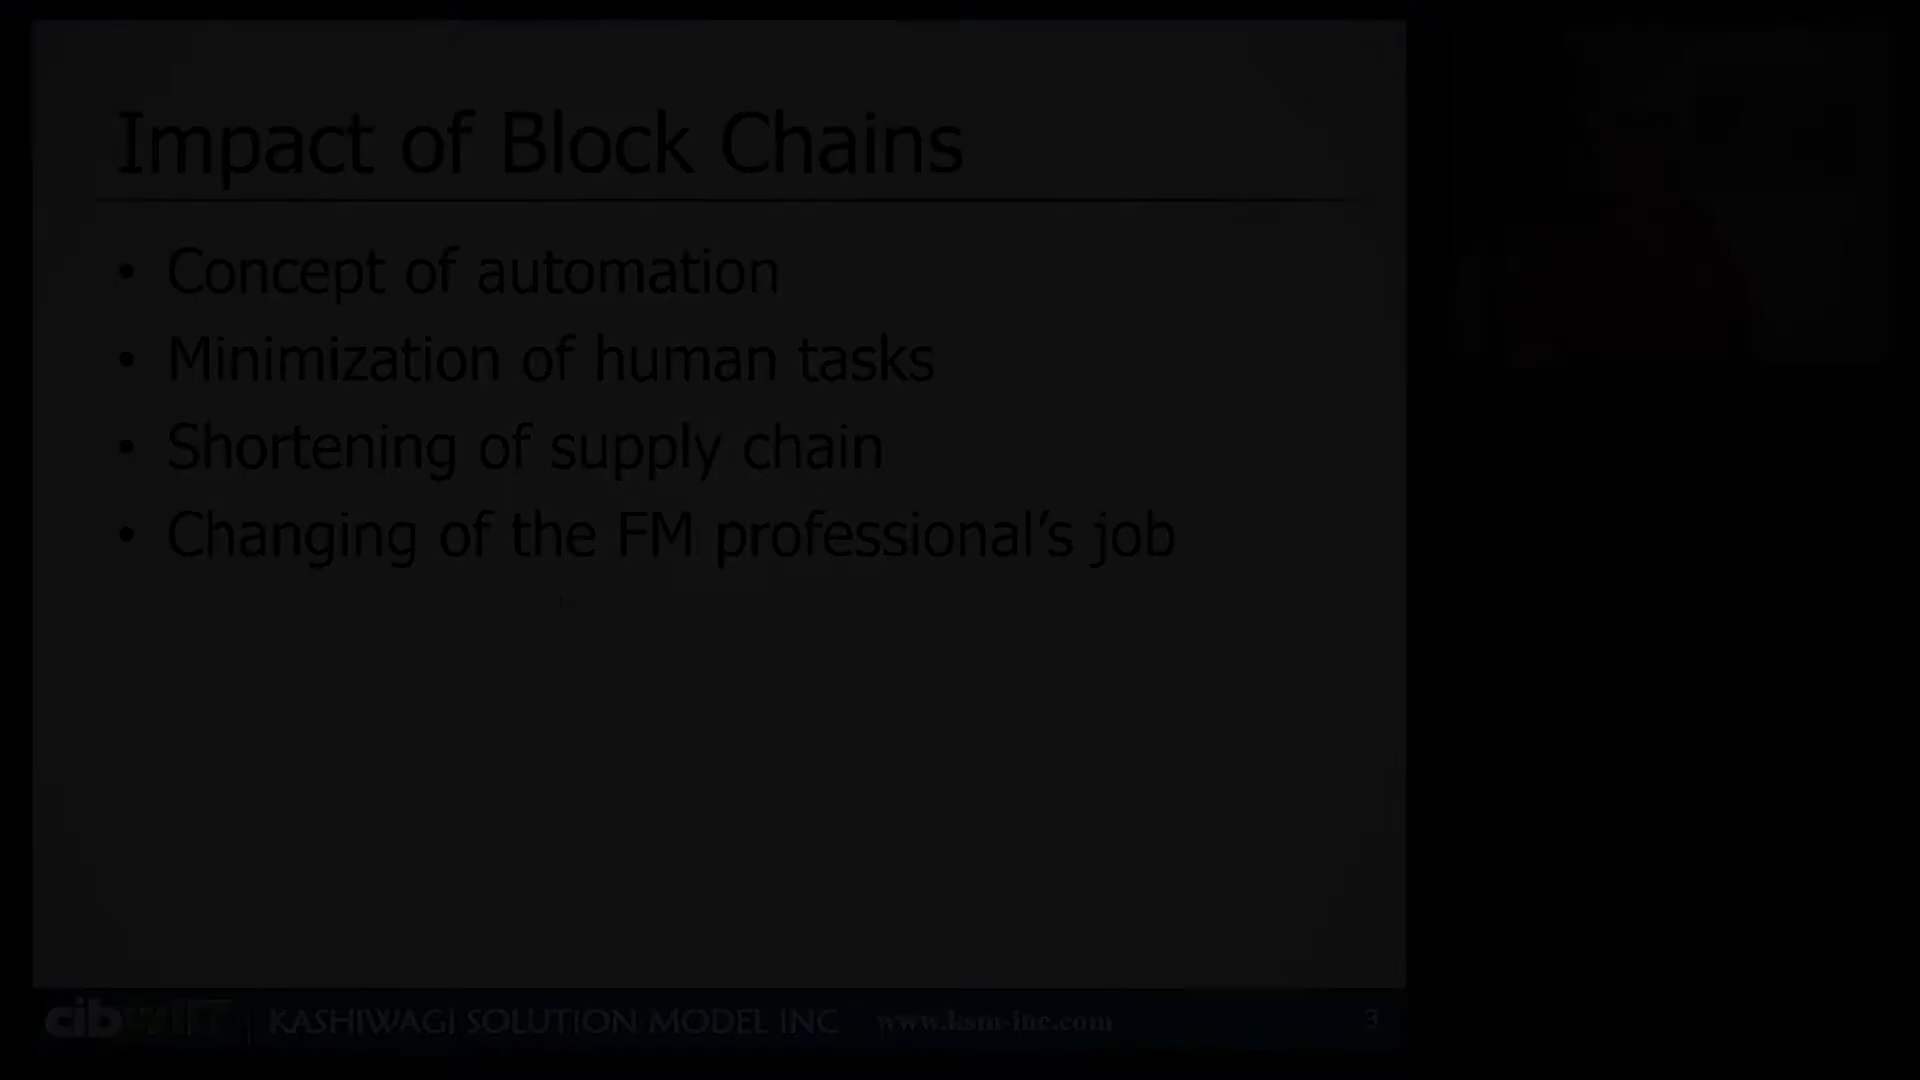 Impact of Block Chains
• Concept of automation
• Minimization of human tasks
• Shortening of supply chain
• Changing of the FM professional’s job
cib
KASHIWAGI SOLUTION MODEL INC www.ksm-inc.com 3